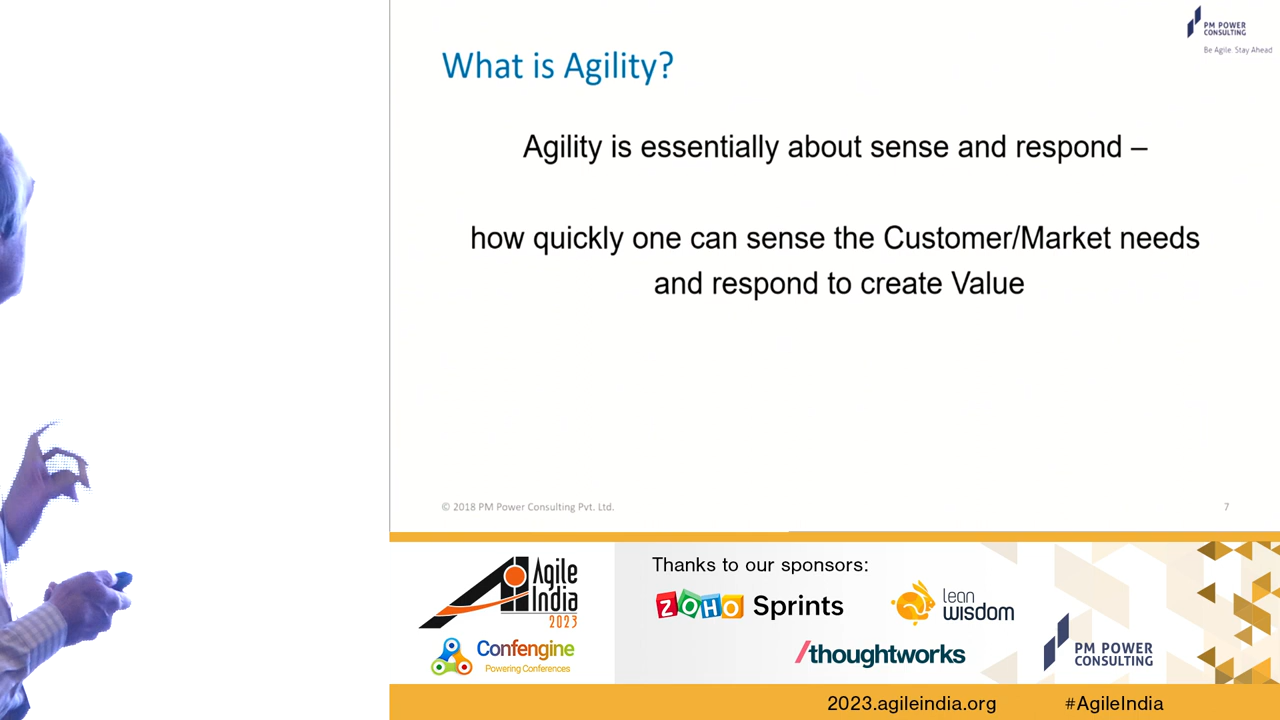 PM POWER
CONSULTING
Be Agile Stay Ahead
What is Agility?
Agility is essentially about sense and respond –
how quickly one can sense the Customer/Market needs
and respond to create Value
© 2018 PM Power Consulting Pvt. Ltd.
7
Agile
India
2023
Confengine
Powering Conferences
Thanks to our sponsors:
ZOHO Sprints
lean
wisdom
/thoughtworks
PM POWER
CONSULTING
2023.agileindia.org
#AgileIndia